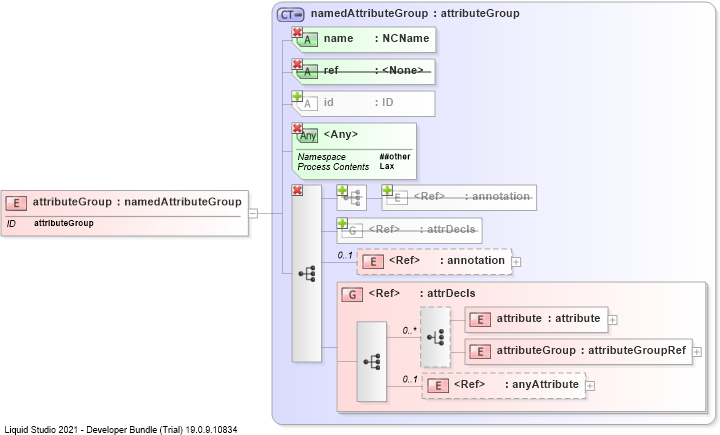 CT namedAttributeGroup : attributeGroup
A name : NCName
A ref : <None>
A id : ID
Any <Any>
Namespace ##other
Process Contents Lax
E attributeGroup : namedAttributeGroup
ID attributeGroup
E <Ref> : annotation
G <Ref> : attrDecls
0..1 E <Ref> : annotation
G <Ref> : attrDecls
E attribute : attribute
0..*
E attributeGroup : attributeGroupRef
0..1 E <Ref> : anyAttribute
Liquid Studio 2021 - Developer Bundle (Trial) 19.0.9.10834